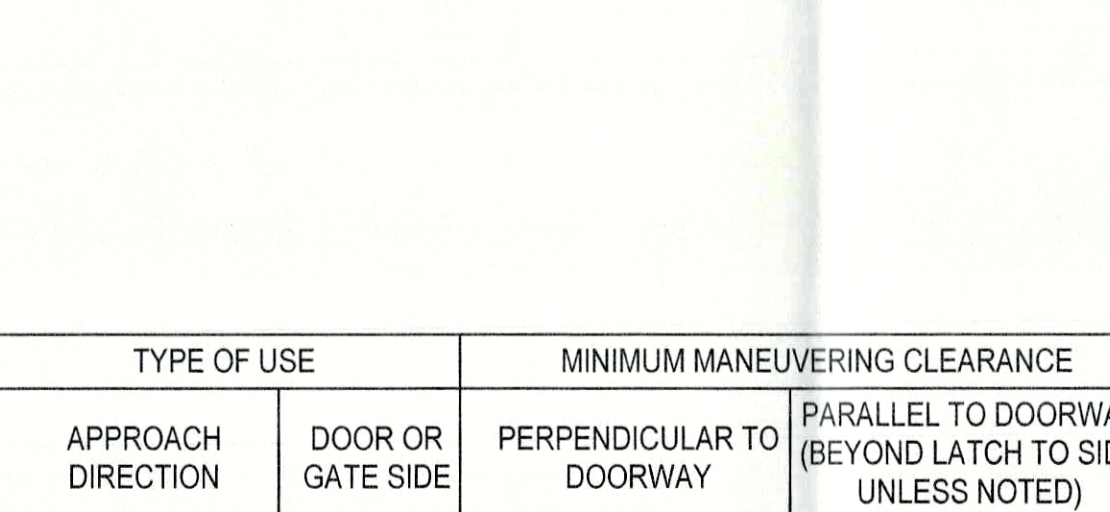 TYPE OF USE
MINIMUM MANEUVERING CLEARANCE
APPROACH
DIRECTION
DOOR OR
GATE SIDE
PERPENDICULAR TO
DOORWAY
PARALLEL TO DOORWA
(BEYOND LATCH TO SID
UNLESS NOTED)